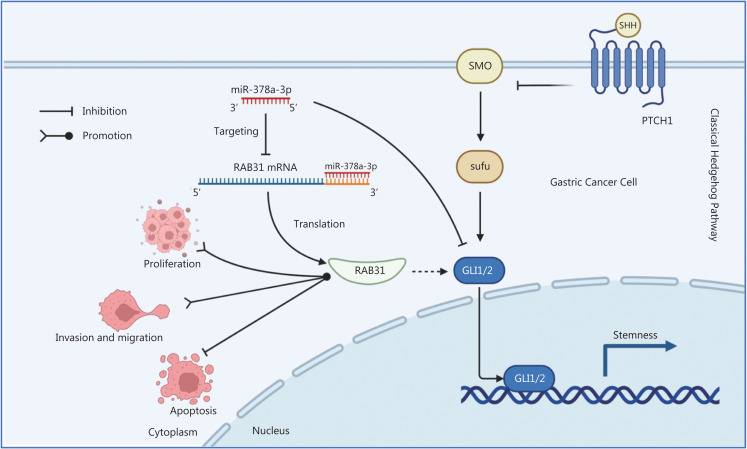 SHH
SMO
PTCH1
Classical Hedgehog Pathway
Inhibition
Promotion
miR-378a-3p
3′ 5′
Targeting
RAB31 mRNA
miR-378a-3p
5′ 3′
sufu
Gastric Cancer Cell
Translation
Proliferation
RAB31
GLI1/2
Invasion and migration
Stemness
GLI1/2
Apoptosis
Cytoplasm
Nucleus